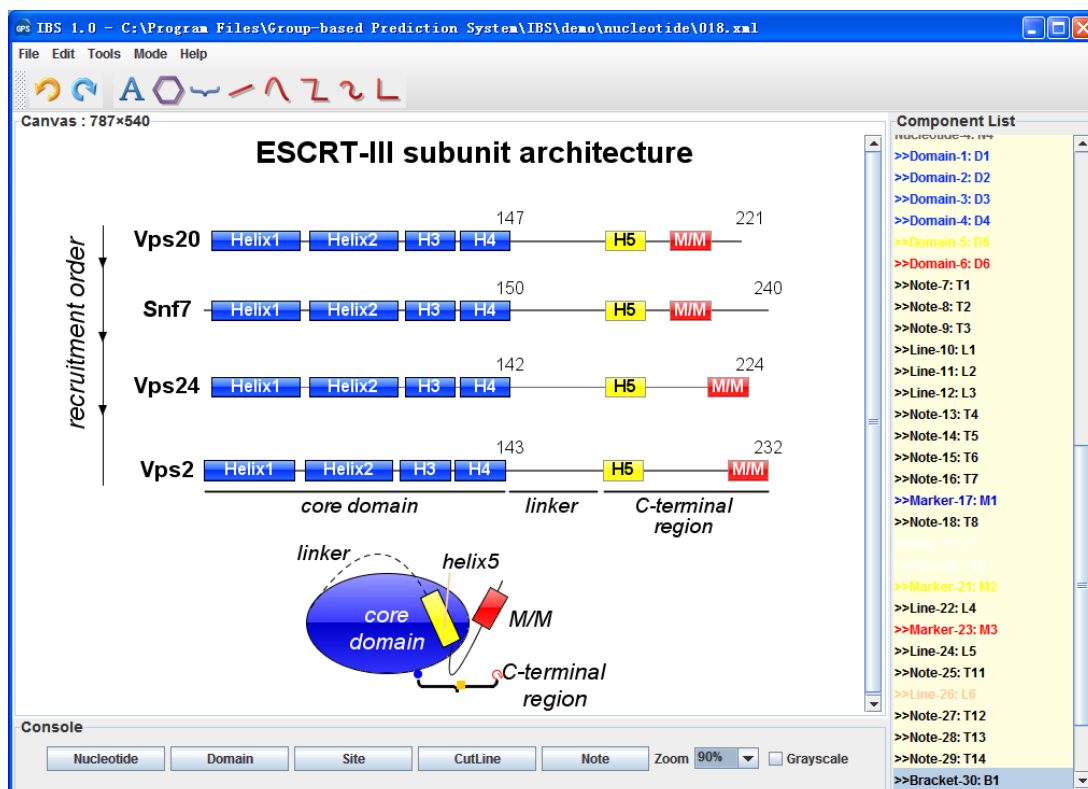 IBS 1.0 - C:\Program Files\Group-based Prediction System\IBS\demo\nucleotide\018.xml
File Edit Tools Mode Help
Canvas : 787×540
Component List
ESCRT-III subunit architecture
recruitment order
147 221
Vps20 Helix1 Helix2 H3 H4 H5 M/M
150 240
Snf7 Helix1 Helix2 H3 H4 H5 M/M
142 224
Vps24 Helix1 Helix2 H3 H4 H5 M/M
143 232
Vps2 Helix1 Helix2 H3 H4 H5 M/M
core domain linker C-terminal
region
linker
helix5
core
domain
M/M
C-terminal
region
Nucleotide-4: N4
>>Domain-1: D1
>>Domain-2: D2
>>Domain-3: D3
>>Domain-4: D4
>>Domain-5: D5
>>Domain-6: D6
>>Note-7: T1
>>Note-8: T2
>>Note-9: T3
>>Line-10: L1
>>Line-11: L2
>>Line-12: L3
>>Note-13: T4
>>Note-14: T5
>>Note-15: T6
>>Note-16: T7
>>Marker-17: M1
>>Note-18: T8
>>Marker-21: M2
>>Line-22: L4
>>Marker-23: M3
>>Line-24: L5
>>Note-25: T11
>>Line-26: L6
>>Note-27: T12
>>Note-28: T13
>>Note-29: T14
>>Bracket-30: B1
Console
Nucleotide Domain Site CutLine Note Zoom 90% Grayscale